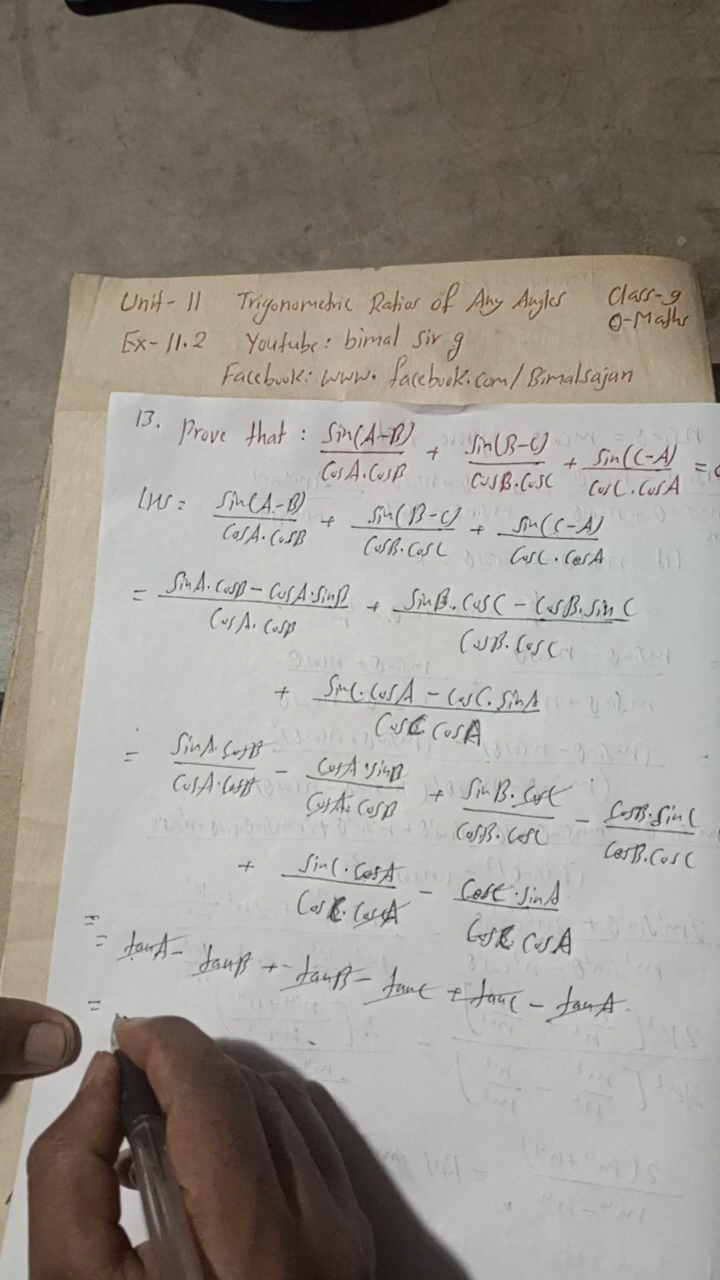 Unit- 11 Trigonometric Ratios of Any Angles Class-9
O-Maths
Ex- 11.2 Youtube: bimal sir g
Facebook: www. facebook.com/Bimalsajan
13. Prove that : sin(A-B)/CosA.CosB + sin(B-C)/CosB.CosC + sin(C-A)/CosC.CosA =
LHS= sin(A-B)/CosA.CosB + sin(B-C)/CosB.CosC + sin(C-A)/CosC.CosA
= SinA.CosB - CosA.SinB/CosA.CosB + SinB.CosC - CosB.sinC/CosB.CosC
+ SinC.CosA - CosC.SinA/CosC CosA
= SinA.CosB/CosA.CosB - CosA.sinB/CosA.CosB + SinB.CosC/CosB.CosC - CosB.SinC/CosB.CosC
+ SinC.CosA/CosC.CosA - CosC.sinA/CosC CosA
=
= tanA - tanB + tanB - tanC + tanC - tanA
=